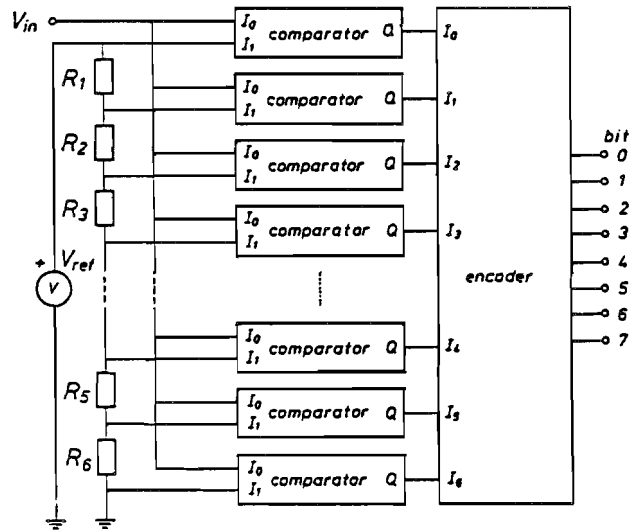 V_in
I_0
I_1
comparator
Q
I_0
R_1
I_0
I_1
comparator
Q
I_1
R_2
I_0
I_1
comparator
Q
I_2
R_3
I_0
I_1
comparator
Q
I_3
+
V_ref
V
encoder
bit
0
1
2
3
4
5
6
7
I_0
I_1
comparator
Q
I_4
R_5
I_0
I_1
comparator
Q
I_5
R_6
I_0
I_1
comparator
Q
I_6